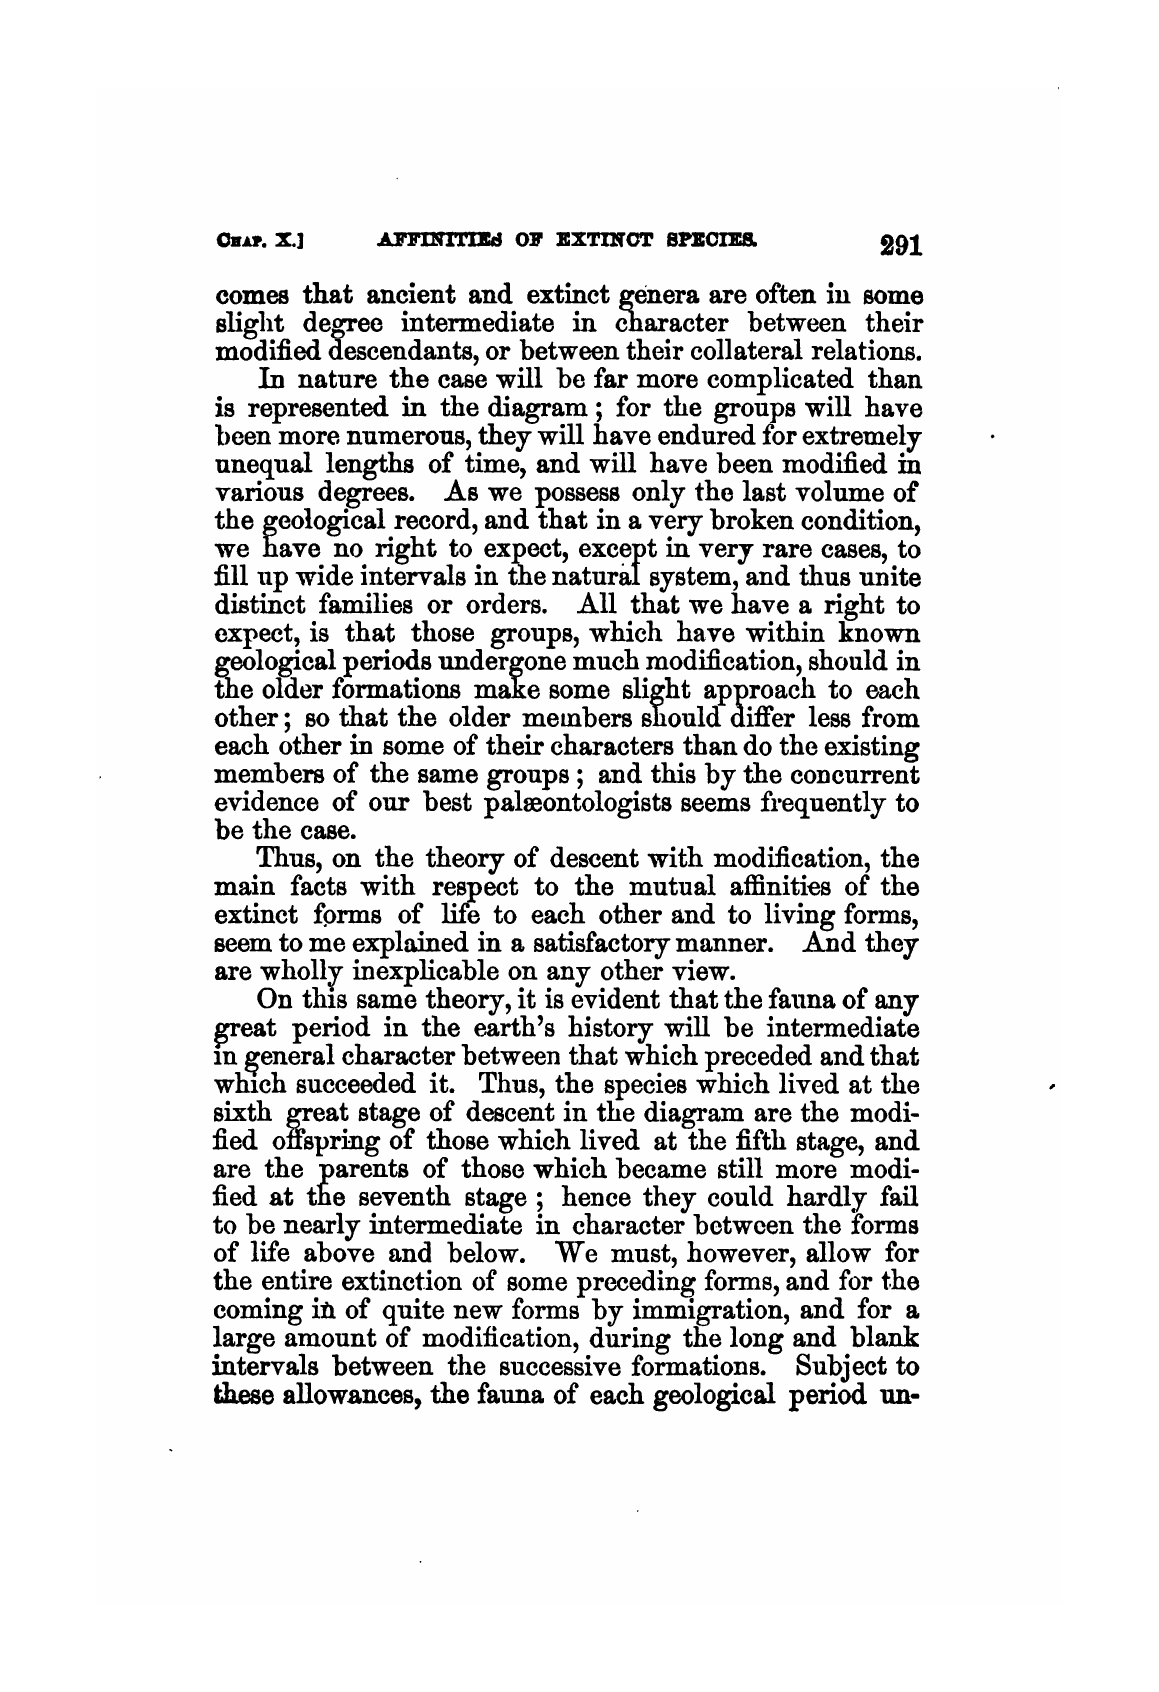 CHAP. X.] AFFINITIES OF EXTINCT SPECIES. 291
comes that ancient and extinct genera are often in some
slight degree intermediate in character between their
modified descendants, or between their collateral relations.
In nature the case will be far more complicated than
is represented in the diagram; for the groups will have
been more numerous, they will have endured for extremely
unequal lengths of time, and will have been modified in
various degrees. As we possess only the last volume of
the geological record, and that in a very broken condition,
we have no right to expect, except in very rare cases, to
fill up wide intervals in the natural system, and thus unite
distinct families or orders. All that we have a right to
expect, is that those groups, which have within known
geological periods undergone much modification, should in
the older formations make some slight approach to each
other; so that the older members should differ less from
each other in some of their characters than do the existing
members of the same groups; and this by the concurrent
evidence of our best palæontologists seems frequently to
be the case.
Thus, on the theory of descent with modification, the
main facts with respect to the mutual affinities of the
extinct forms of life to each other and to living forms,
seem to me explained in a satisfactory manner. And they
are wholly inexplicable on any other view.
On this same theory, it is evident that the fauna of any
great period in the earth's history will be intermediate
in general character between that which preceded and that
which succeeded it. Thus, the species which lived at the
sixth great stage of descent in the diagram are the modi-
fied offspring of those which lived at the fifth stage, and
are the parents of those which became still more modi-
fied at the seventh stage; hence they could hardly fail
to be nearly intermediate in character between the forms
of life above and below. We must, however, allow for
the entire extinction of some preceding forms, and for the
coming in of quite new forms by immigration, and for a
large amount of modification, during the long and blank
intervals between the successive formations. Subject to
these allowances, the fauna of each geological period un-